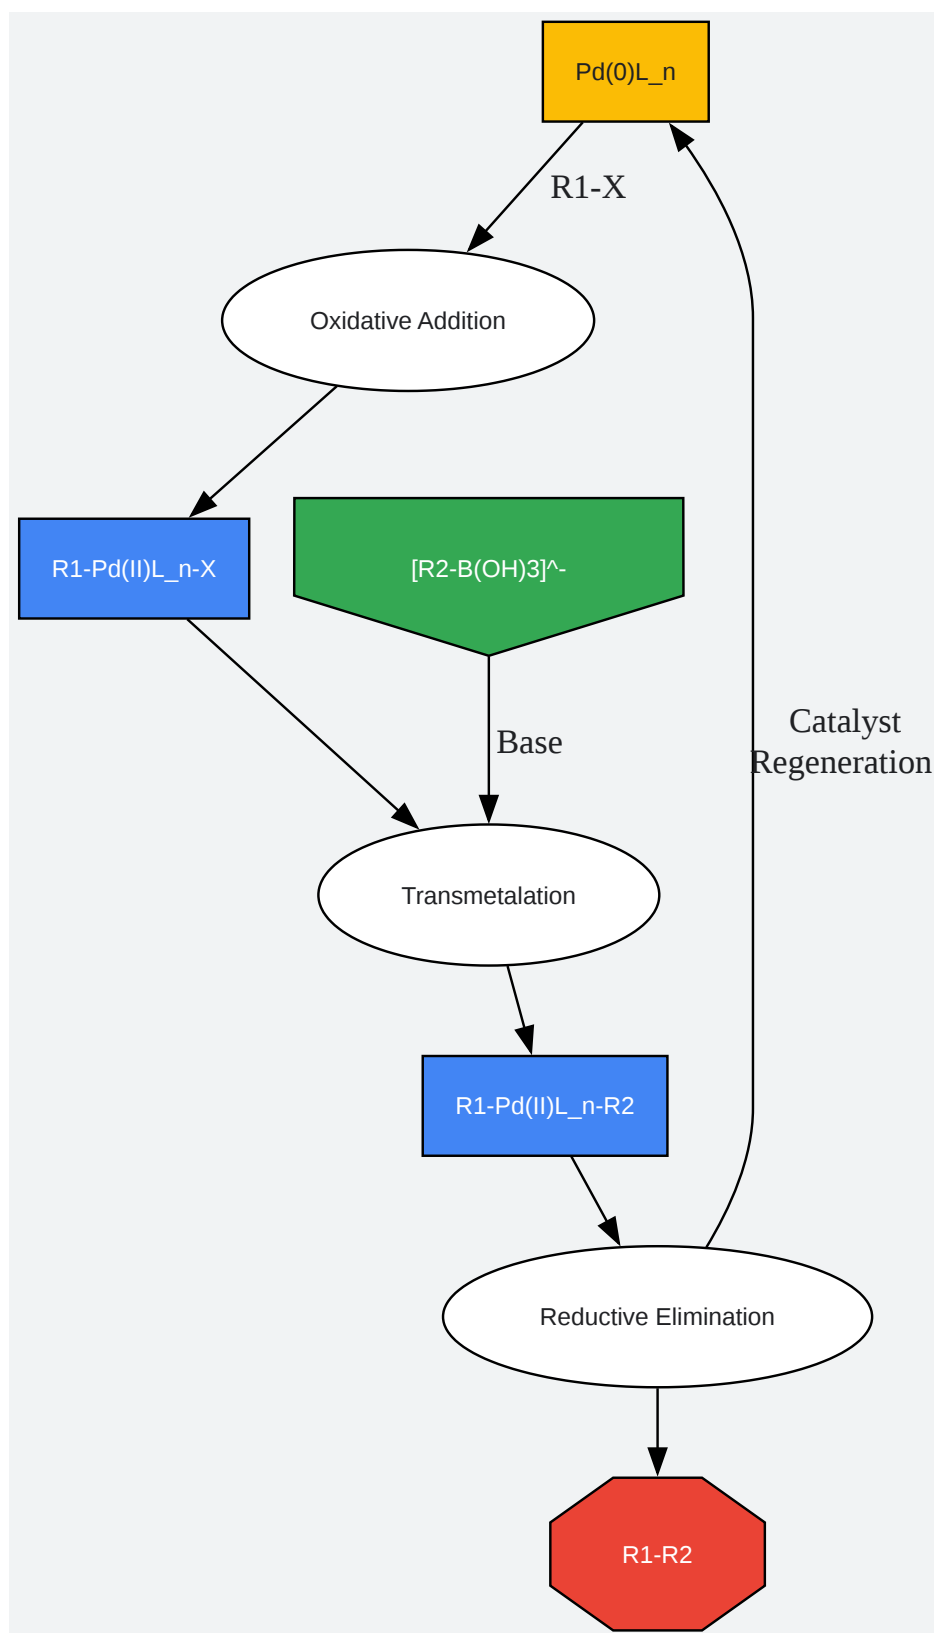 Pd(0)L_n
R1-X
Oxidative Addition
R1-Pd(II)L_n-X
[R2-B(OH)3]^-
Base
Catalyst
Regeneration
Transmetalation
R1-Pd(II)L_n-R2
Reductive Elimination
R1-R2